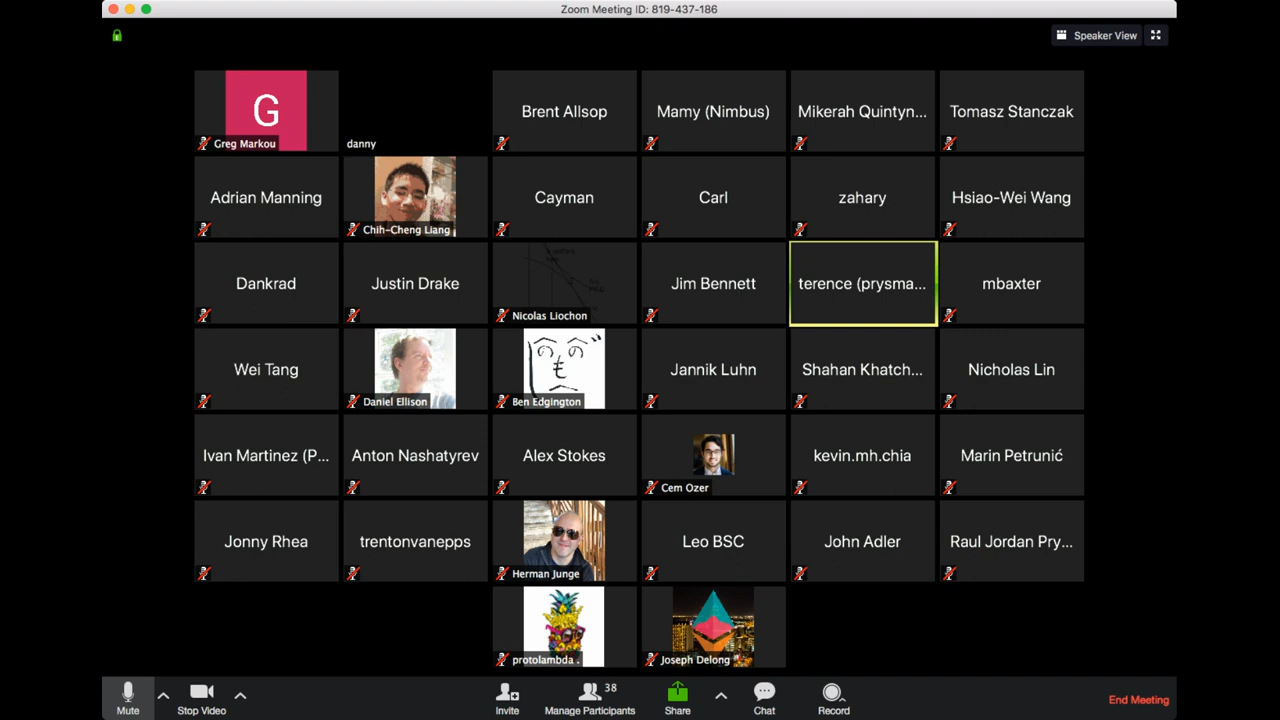 Zoom Meeting ID: 819-437-186
Speaker View
G
Greg Markou
danny
Brent Allsop
Mamy (Nimbus)
Mikerah Quintyn...
Tomasz Stanczak
Adrian Manning
Chih-Cheng Liang
Cayman
Carl
zahary
Hsiao-Wei Wang
Dankrad
Justin Drake
Nicolas Liochon
Jim Bennett
terence (prysma...
mbaxter
Wei Tang
Daniel Ellison
Ben Edgington
Jannik Luhn
Shahan Khatch...
Nicholas Lin
Ivan Martinez (P...
Anton Nashatyrev
Alex Stokes
Cem Ozer
kevin.mh.chia
Marin Petrunić
Jonny Rhea
trentonvanepps
Herman Junge
Leo BSC
John Adler
Raul Jordan Pry...
protolambda .
Joseph Delong
Mute
Stop Video
Invite
Manage Participants
38
Share
Chat
Record
End Meeting